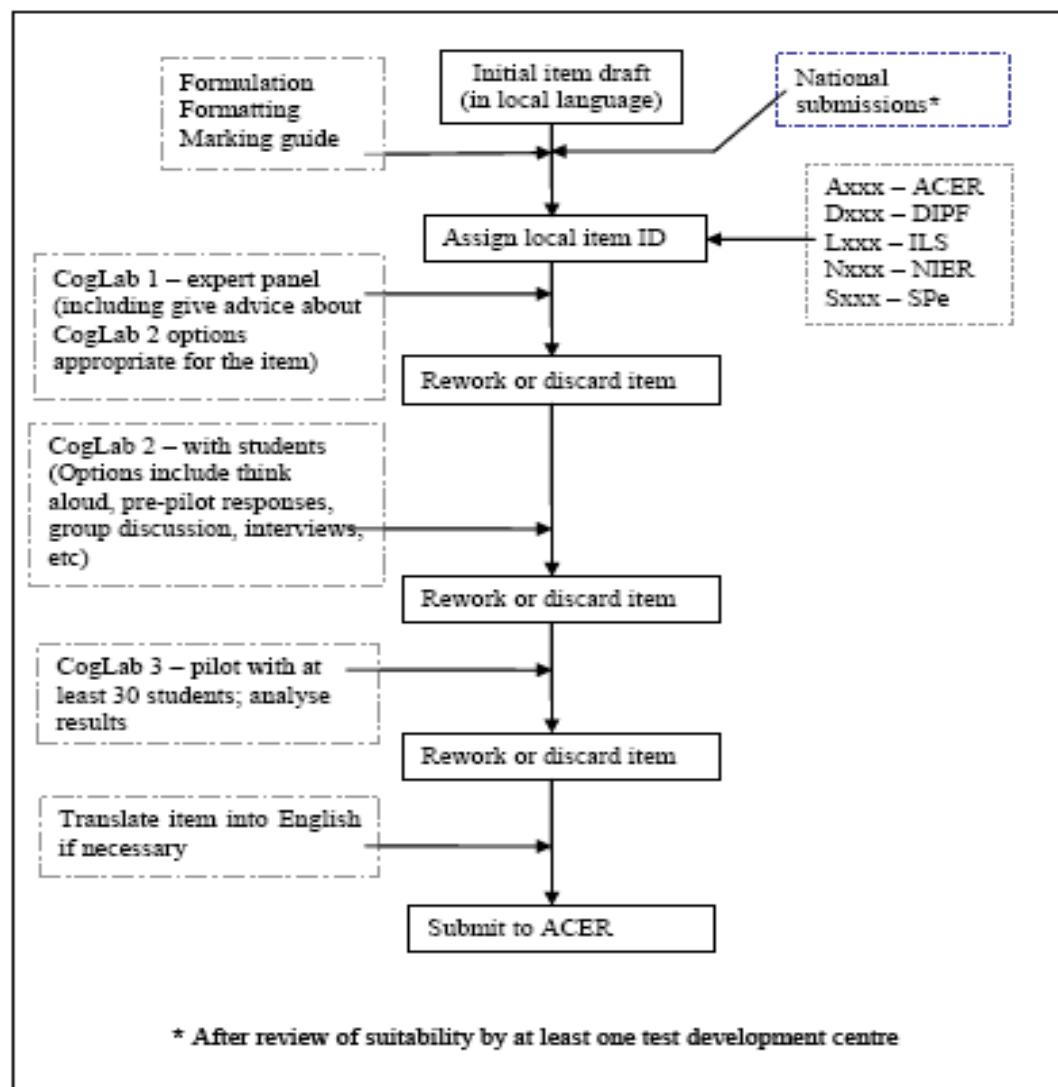 Initial item draft
(in local language)
Formulation
Formatting
Marking guide
National
submissions*
Axxx – ACER
Dxxx – DIPF
Lxxx – ILS
Nxxx – NIER
Sxxx – SPe
Assign local item ID
CogLab 1 – expert panel
(including give advice about
CogLab 2 options
appropriate for the item)
Rework or discard item
CogLab 2 – with students
(Options include think
aloud, pre-pilot responses,
group discussion, interviews,
etc)
Rework or discard item
CogLab 3 – pilot with at
least 30 students; analyse
results
Rework or discard item
Translate item into English
if necessary
Submit to ACER
* After review of suitability by at least one test development centre